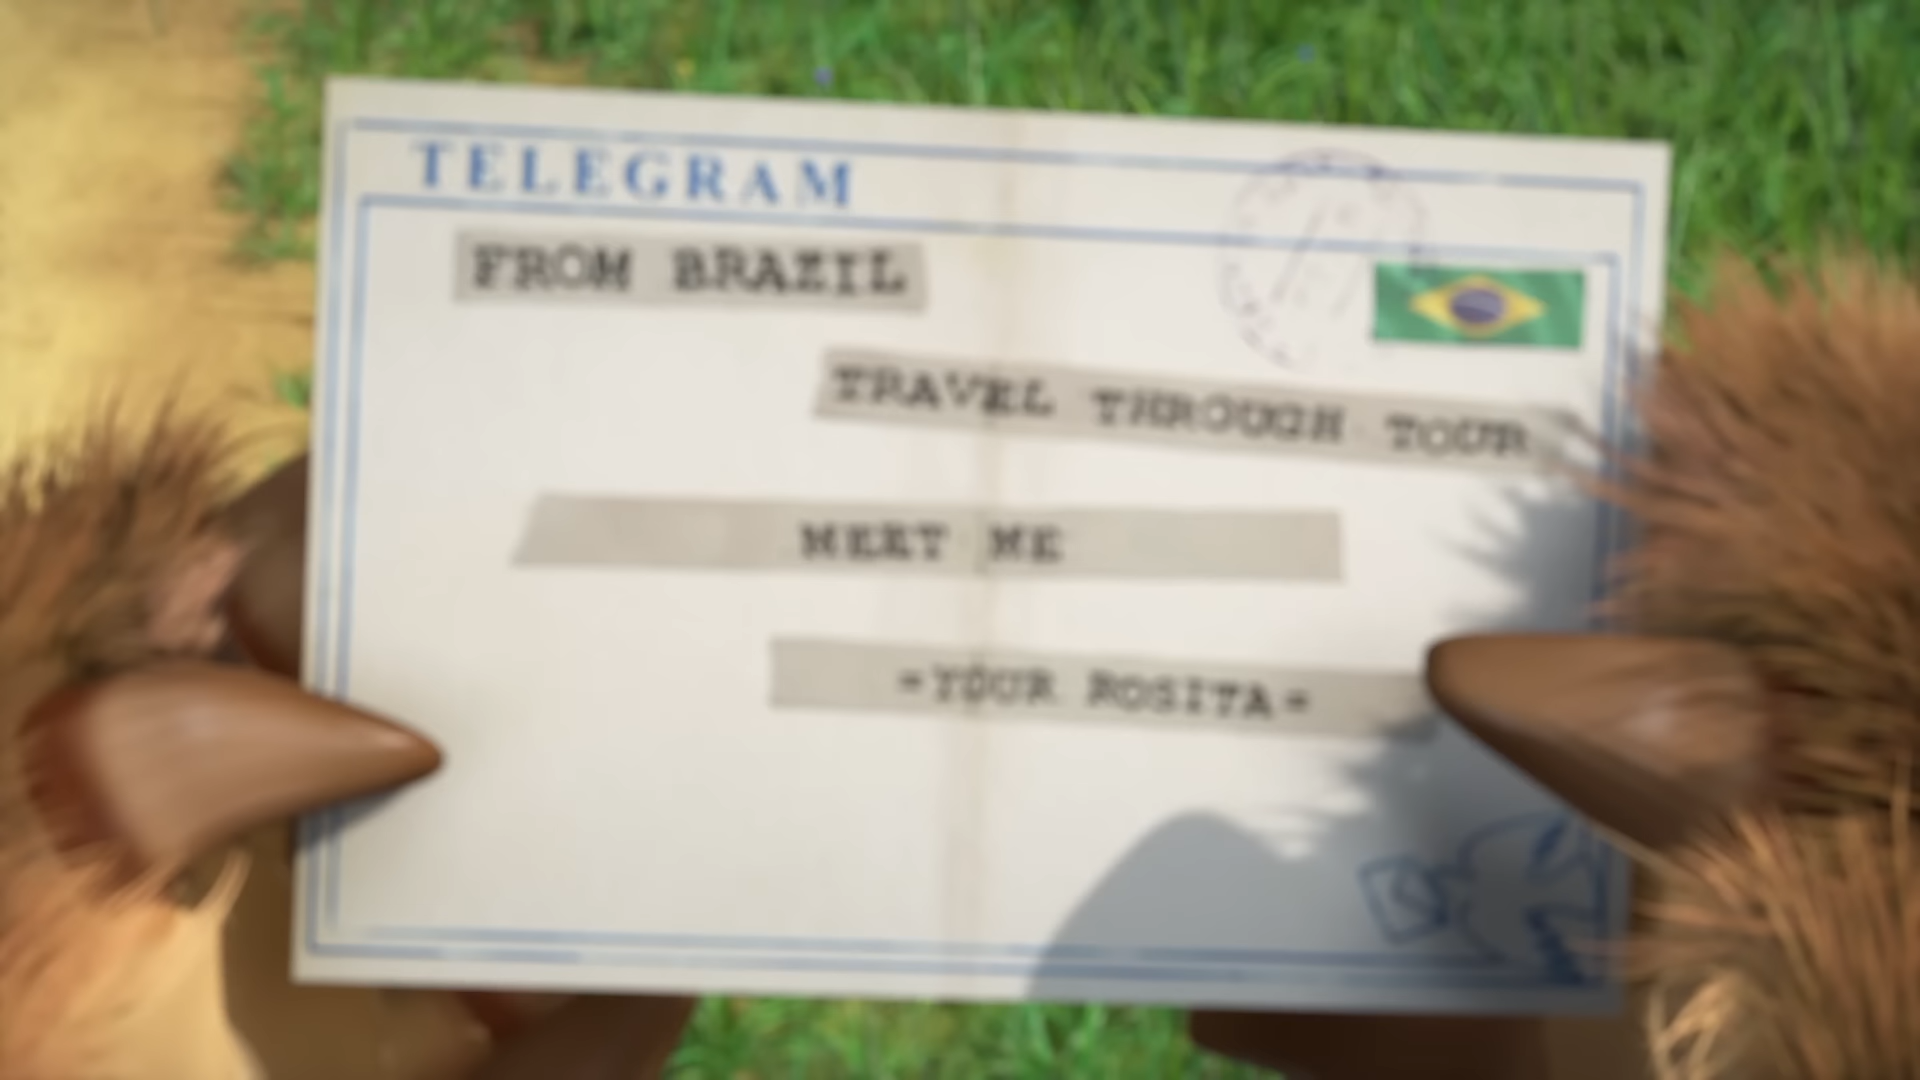 TELEGRAM
FROM BRAZIL
TRAVEL THROUGH TOUR
MEET ME
=YOUR ROSITA=